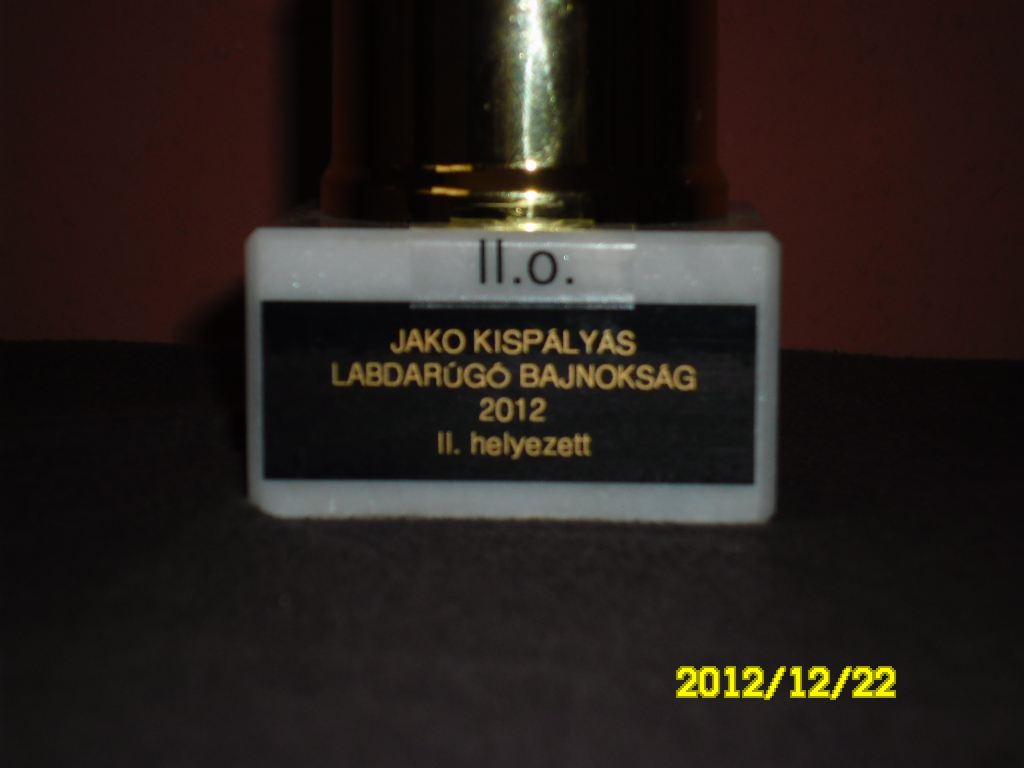 II.o.
JAKO KISPÁLYÁS
LABDARÚGÓ BAJNOKSÁG
2012
II. helyezett
2012/12/22